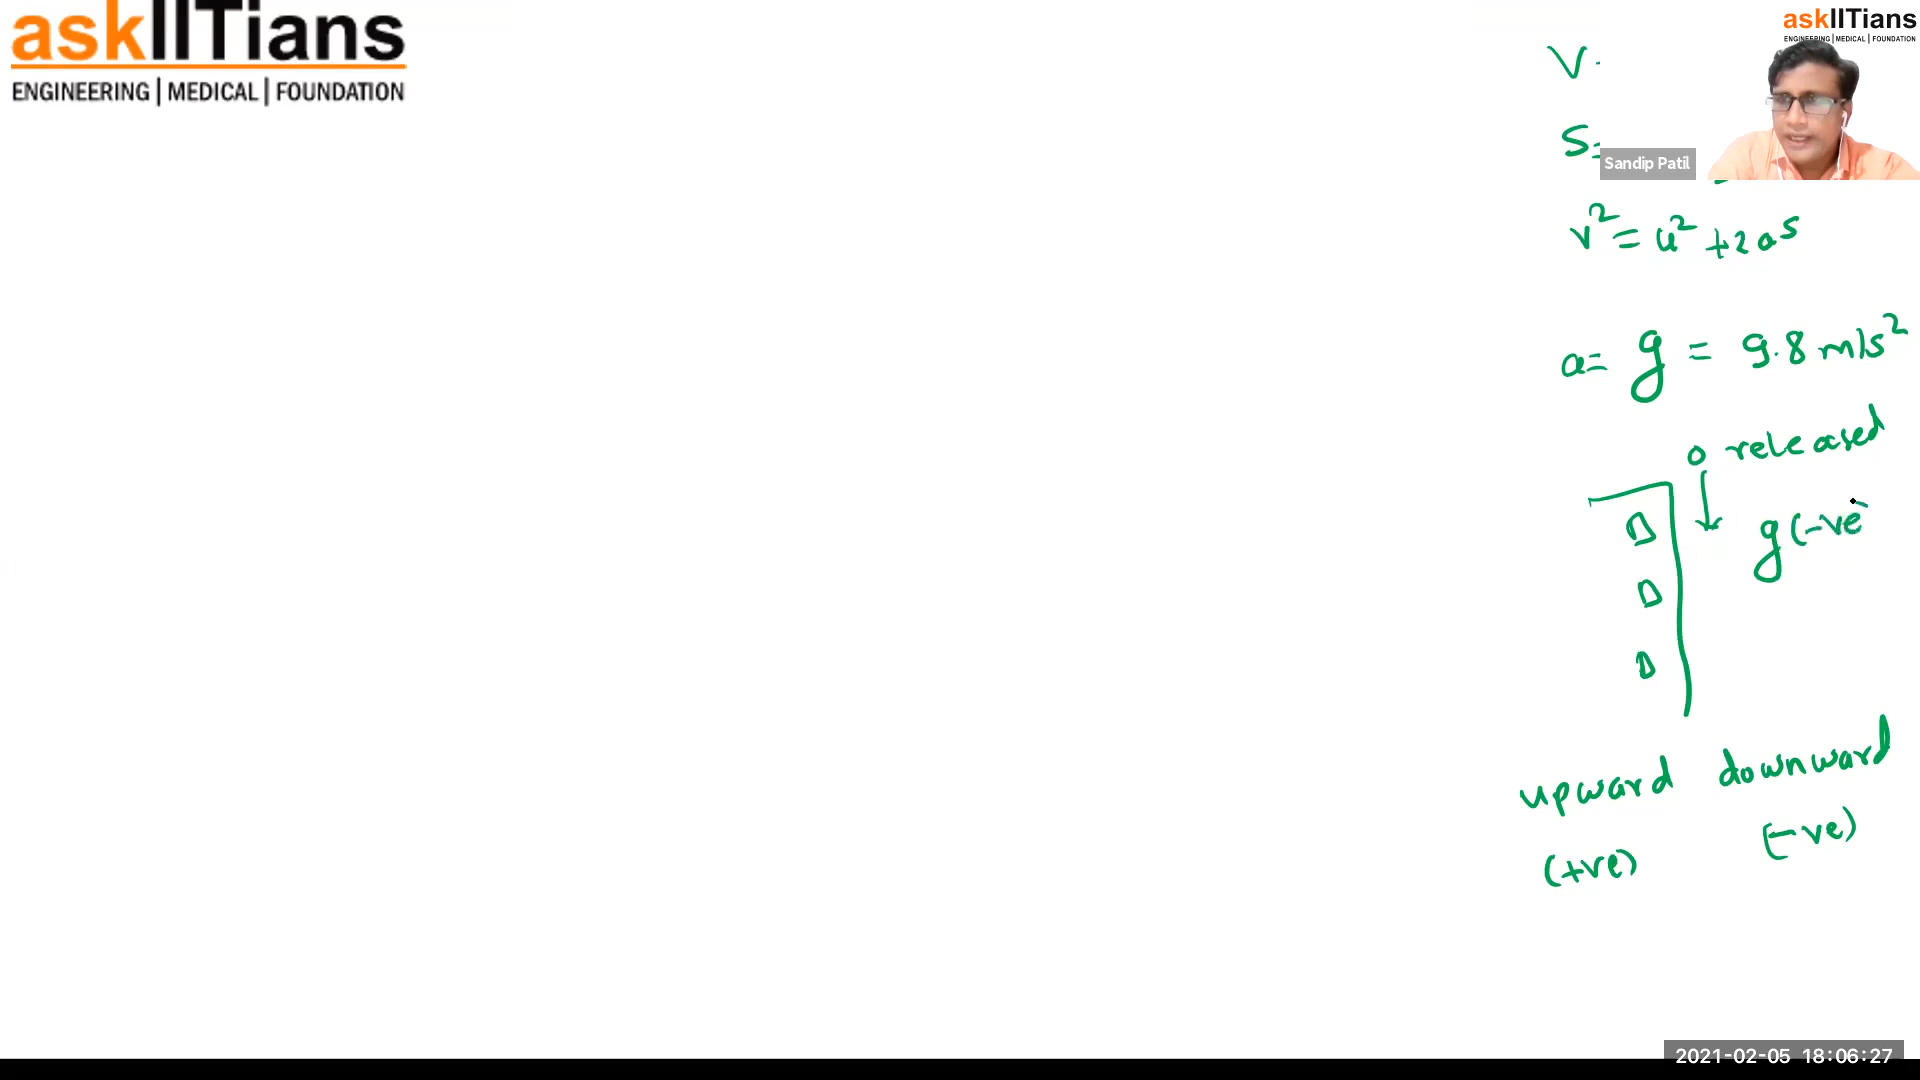 askIITians
ENGINEERING | MEDICAL | FOUNDATION
askIITians
ENGINEERING | MEDICAL | FOUNDATION
V
S=
Sandip Patil
v²=u²+2as
a= g = 9.8 m/s²
released
g(-ve
upward downward
(+ve) (-ve)
2021-02-05 18:06:27